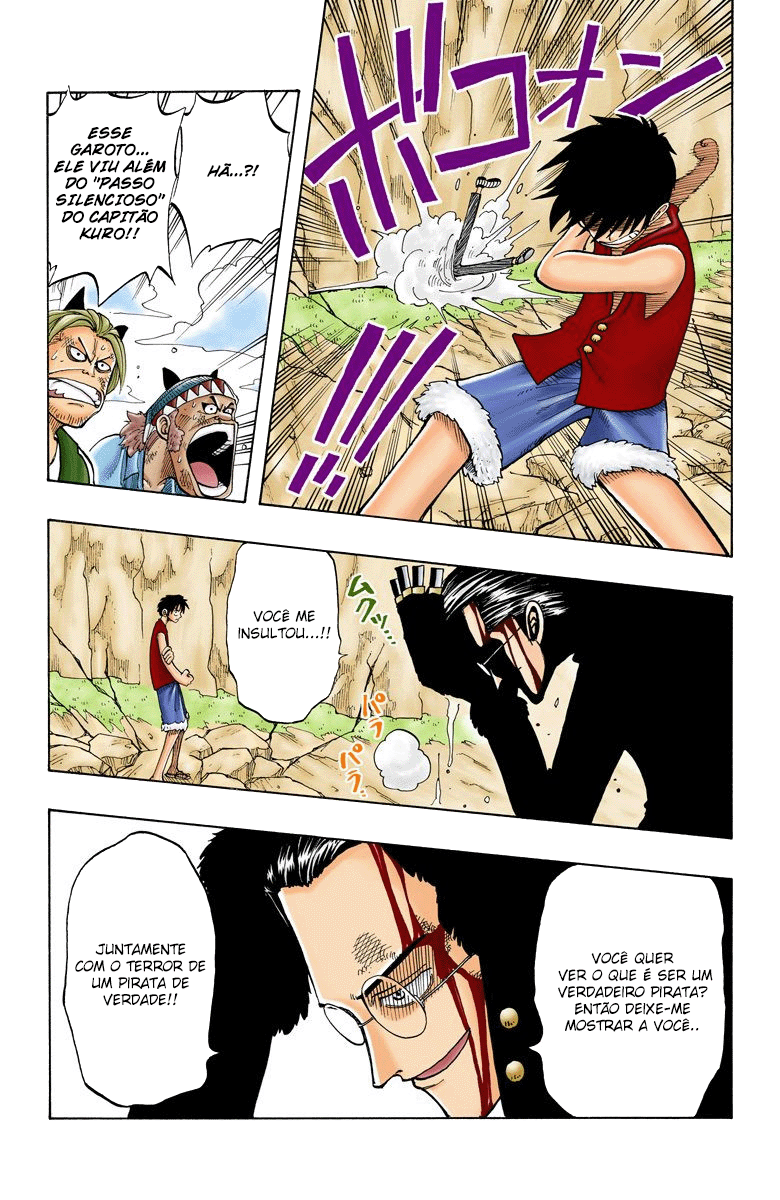 ボコオン
!!!
HÃ...?!
ESSE
GAROTO...
ELE VIU ALÉM
DO "PASSO
SILENCIOSO"
DO CAPITÃO
KURO!!
VOCÊ ME
INSULTOU...!!
ムクッ...
パラ
パラ
VOCÊ QUER
VER O QUE É SER UM
VERDADEIRO PIRATA?
ENTÃO DEIXE-ME
MOSTRAR A VOCÊ..
JUNTAMENTE
COM O TERROR DE
UM PIRATA DE
VERDADE!!